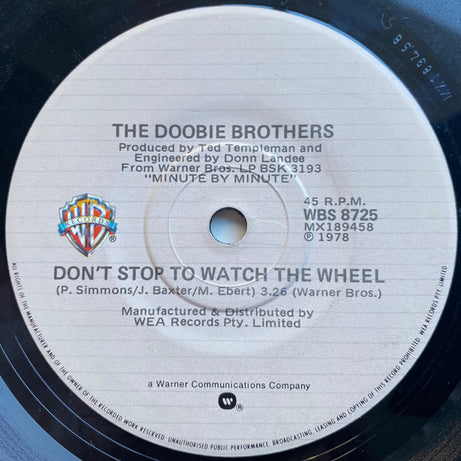 THE DOOBIE BROTHERS
Produced by Ted Templeman and
Engineered by Donn Landee
From Warner Bros. LP BSK 3193
"MINUTE BY MINUTE"
45 R.P.M.
WBS 8725
MX189458
℗ 1978
WB
RECORDS
®
DON'T STOP TO WATCH THE WHEEL
(P. Simmons/J. Baxter/M. Ebert) 3.26 (Warner Bros.)
Manufactured & Distributed by
WEA Records Pty. Limited
a Warner Communications Company
®
ALL RIGHTS OF THE MANUFACTURER AND OF THE OWNER OF THE RECORDED WORK RESERVED. UNAUTHORISED PUBLIC PERFORMANCE, BROADCASTING, LEASING AND COPYING OF THIS RECORD PROHIBITED. WEA RECORDS PTY. LIMITED.